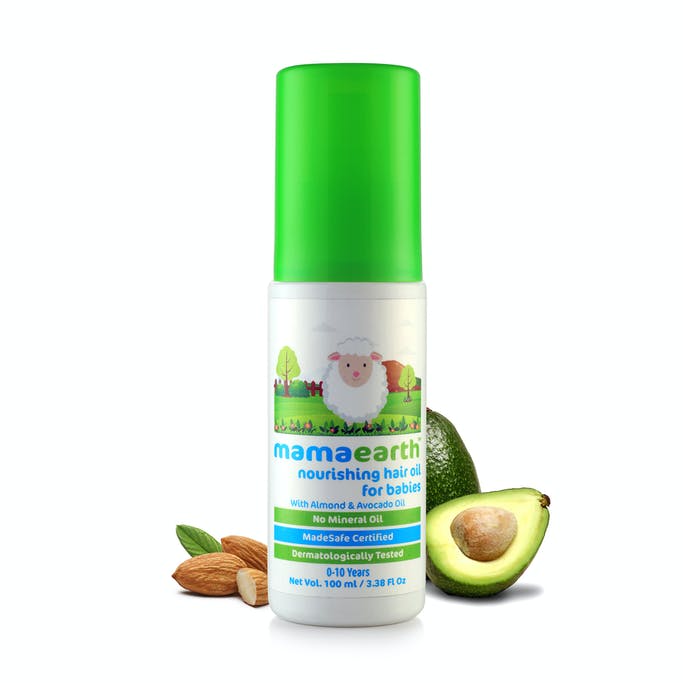 mamaearth™
nourishing hair oil
for babies
With Almond & Avocado Oil
No Mineral Oil
MadeSafe Certified
Dermatologically Tested
0-10 Years
Net Vol. 100 ml / 3.38 Fl Oz